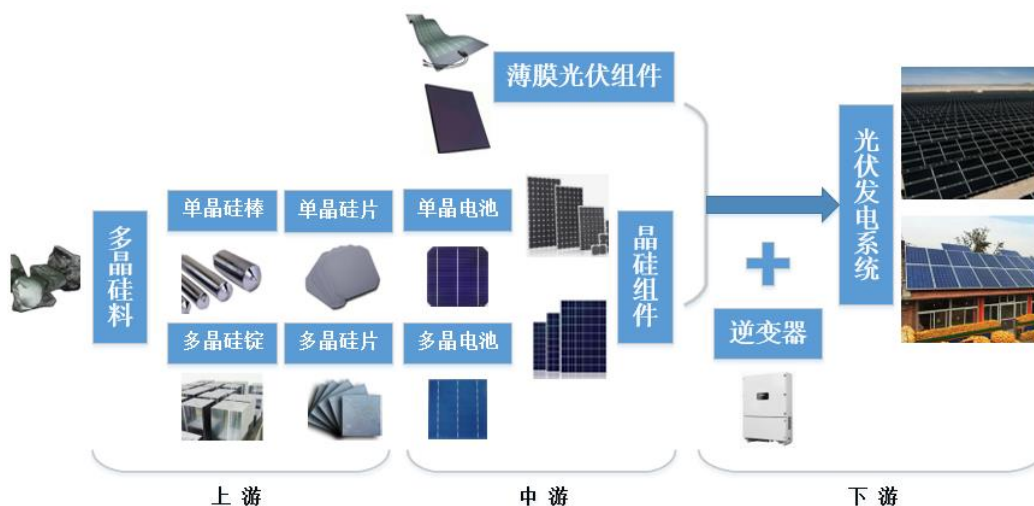 薄膜光伏组件
多晶硅料
单晶硅棒
单晶硅片
单晶电池
多晶硅锭
多晶硅片
多晶电池
晶硅组件
逆变器
光伏发电系统
上 游
中 游
下 游